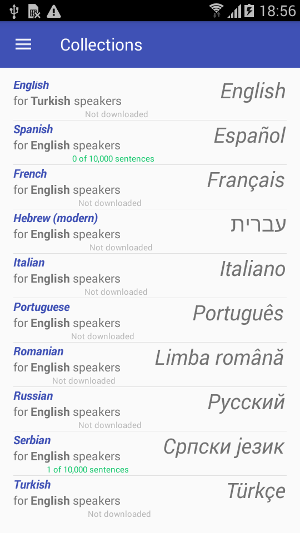 18:56
Collections
English
for Turkish speakers
English
Not downloaded
Spanish
for English speakers
Español
0 of 10,000 sentences
French
for English speakers
Français
Not downloaded
Hebrew (modern)
for English speakers
עברית
Not downloaded
Italian
for English speakers
Italiano
Not downloaded
Portuguese
for English speakers
Português
Not downloaded
Romanian
for English speakers
Limba română
Not downloaded
Russian
for English speakers
Русский
Not downloaded
Serbian
for English speakers
Српски језик
1 of 10,000 sentences
Turkish
for English speakers
Türkçe
Not downloaded